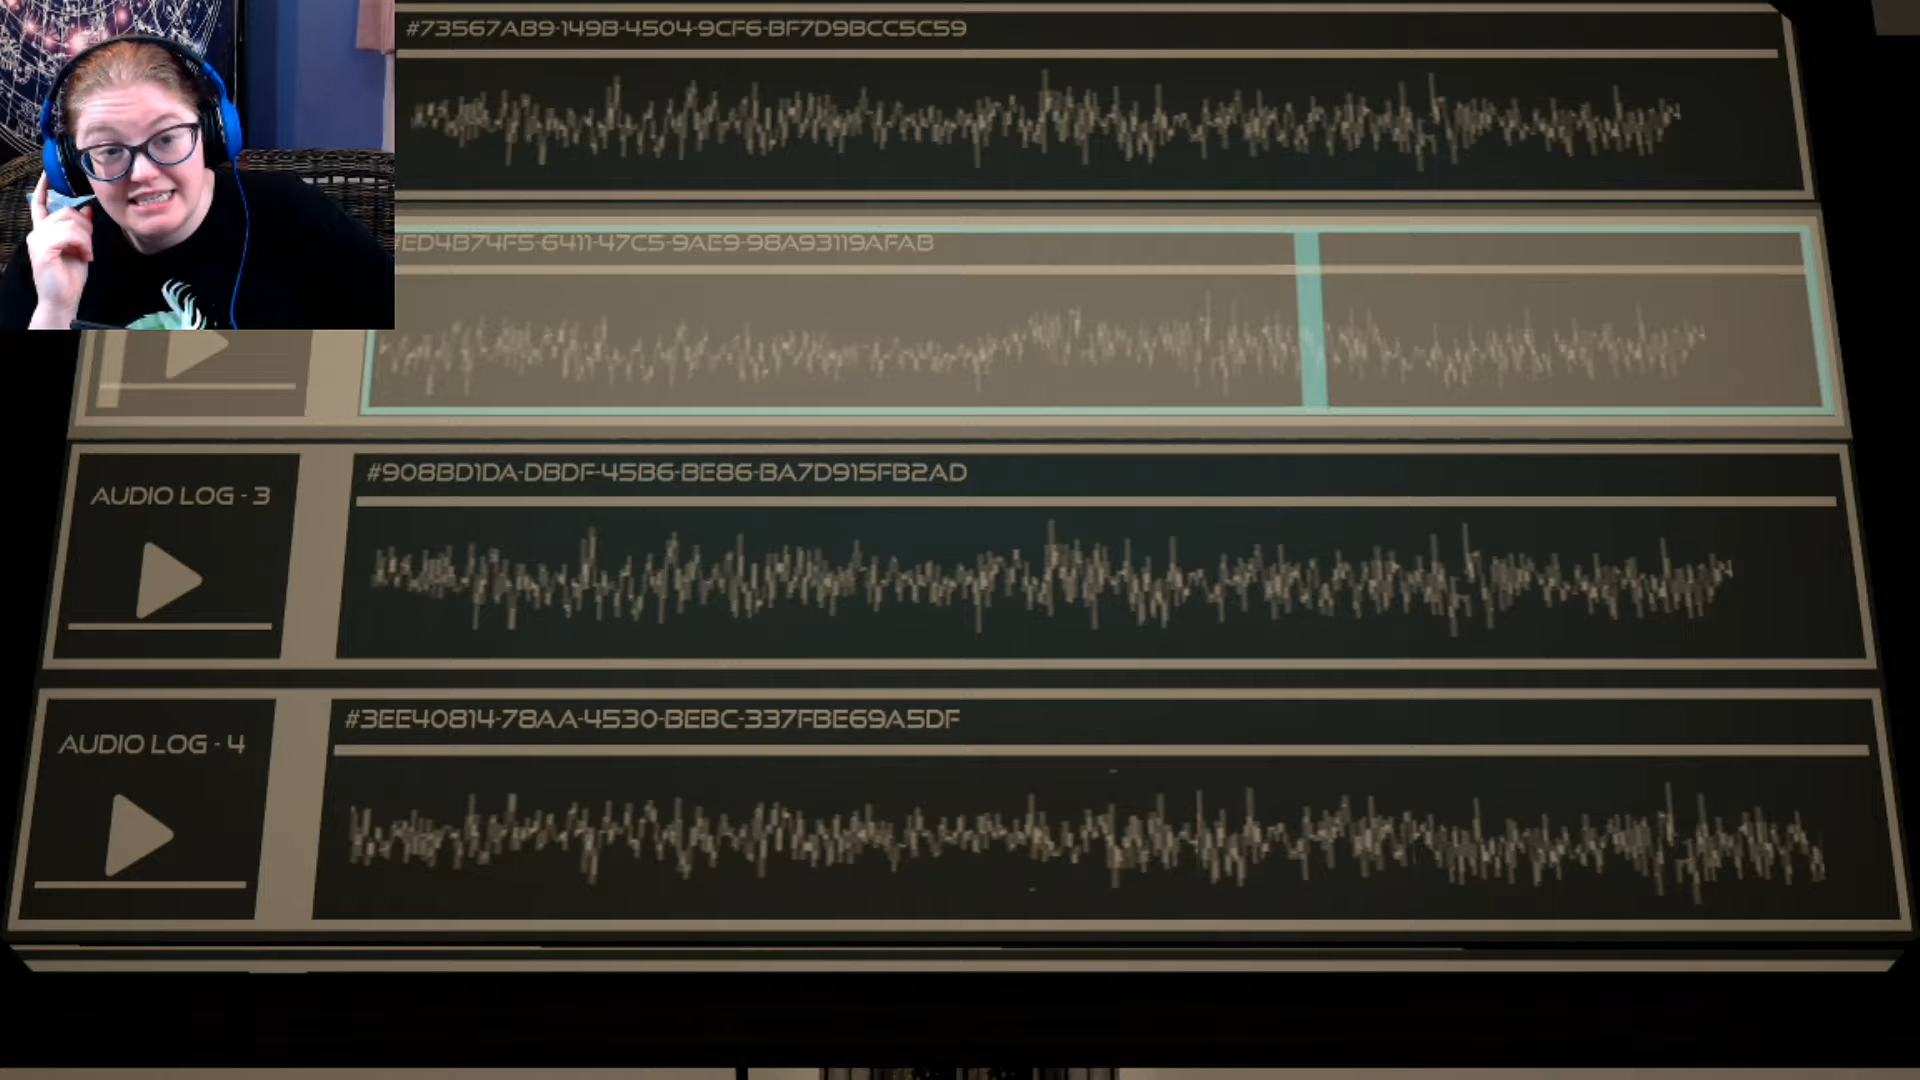 #73567AB9-149B-4504-9CF6-BF7D9BCC5C59
#ED4B74F5-6411-47C5-9AE9-98A93119AFAB
AUDIO LOG - 3
#908BD1DA-DBDF-45B6-BE86-BA7D915FB2AD
AUDIO LOG - 4
#3EE40814-78AA-4530-BEBC-337FBE69A5DF